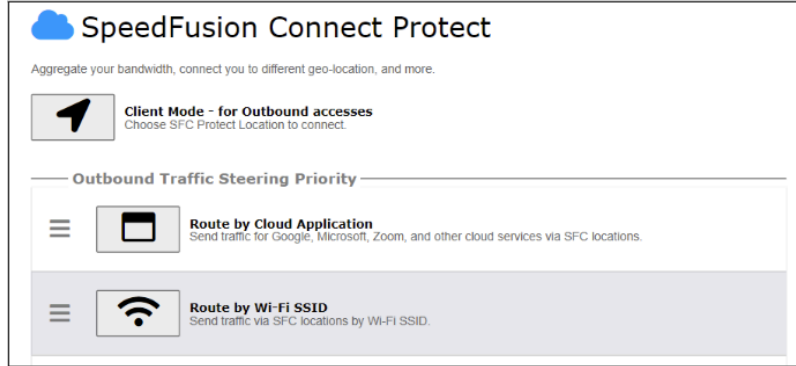 SpeedFusion Connect Protect
Aggregate your bandwidth, connect you to different geo-location, and more.
Client Mode - for Outbound accesses
Choose SFC Protect Location to connect.
Outbound Traffic Steering Priority
Route by Cloud Application
Send traffic for Google, Microsoft, Zoom, and other cloud services via SFC locations.
Route by Wi-Fi SSID
Send traffic via SFC locations by Wi-Fi SSID.